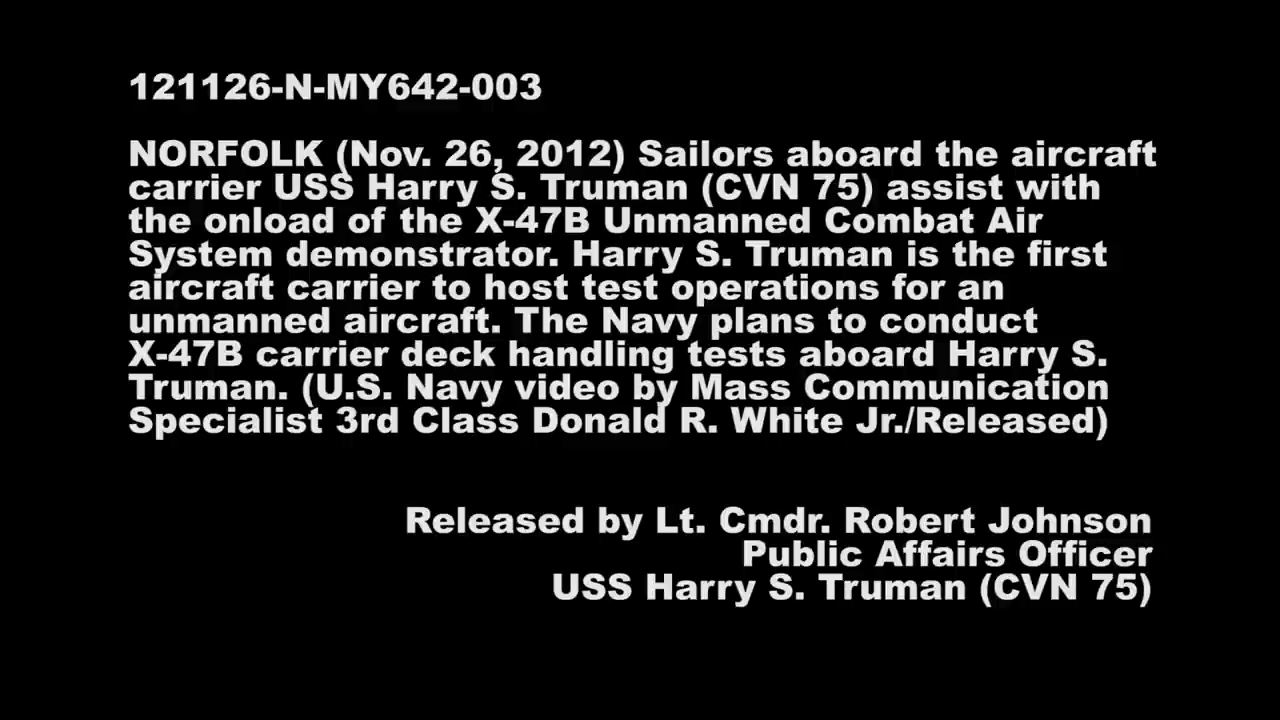 121126-N-MY642-003
NORFOLK (Nov. 26, 2012) Sailors aboard the aircraft
carrier USS Harry S. Truman (CVN 75) assist with
the onload of the X-47B Unmanned Combat Air
System demonstrator. Harry S. Truman is the first
aircraft carrier to host test operations for an
unmanned aircraft. The Navy plans to conduct
X-47B carrier deck handling tests aboard Harry S.
Truman. (U.S. Navy video by Mass Communication
Specialist 3rd Class Donald R. White Jr./Released)
Released by Lt. Cmdr. Robert Johnson
Public Affairs Officer
USS Harry S. Truman (CVN 75)